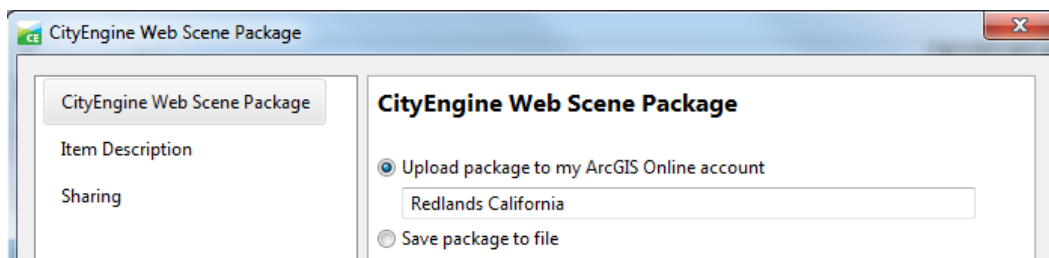 CE CityEngine Web Scene Package
CityEngine Web Scene Package
Item Description
Sharing
CityEngine Web Scene Package
Upload package to my ArcGIS Online account
Redlands California
Save package to file